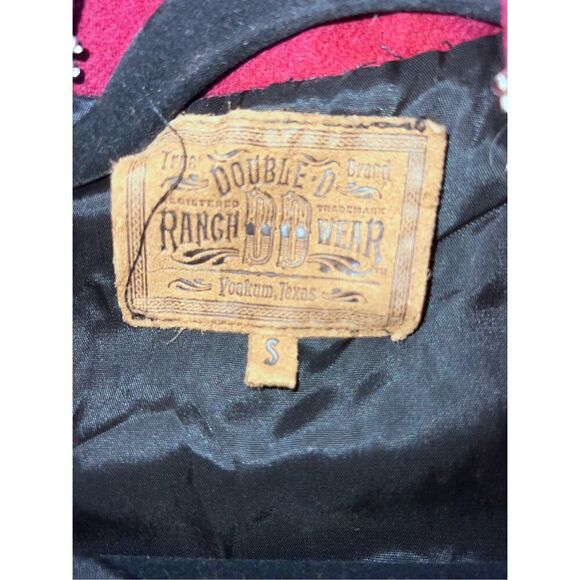 True Brand
DOUBLE D
REGISTERED TRADEMARK
RANCH DD WEAR
Yoakum, Texas
S